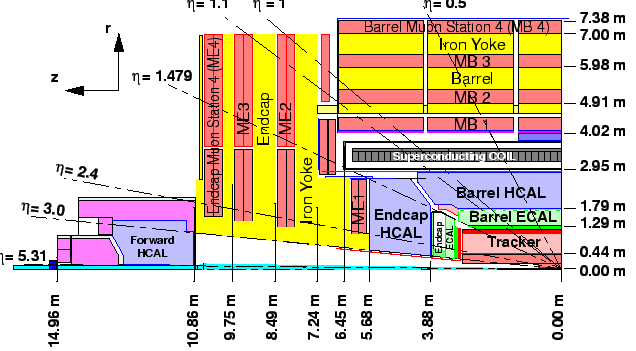 η = 1.1
η = 1
η = 0.5
7.38 m
Barrel Muon Station 4 (MB 4)
7.00 m
r
Iron Yoke
MB 3
5.98 m
z
η = 1.479
Barrel
MB 2
4.91 m
MB 1
4.02 m
Superconducting COIL
2.95 m
Endcap Muon Station 4 (ME4)
ME3
Endcap
ME2
Iron Yoke
ME1
η = 2.4
Barrel HCAL
η = 3.0
Endcap
HCAL
1.79 m
Barrel ECAL
1.29 m
Endcap
ECAL
Forward
HCAL
Tracker
0.44 m
η = 5.31
0.00 m
14.96 m
10.86 m
9.75 m
8.49 m
7.24 m
6.45 m
5.68 m
3.88 m
0.00 m